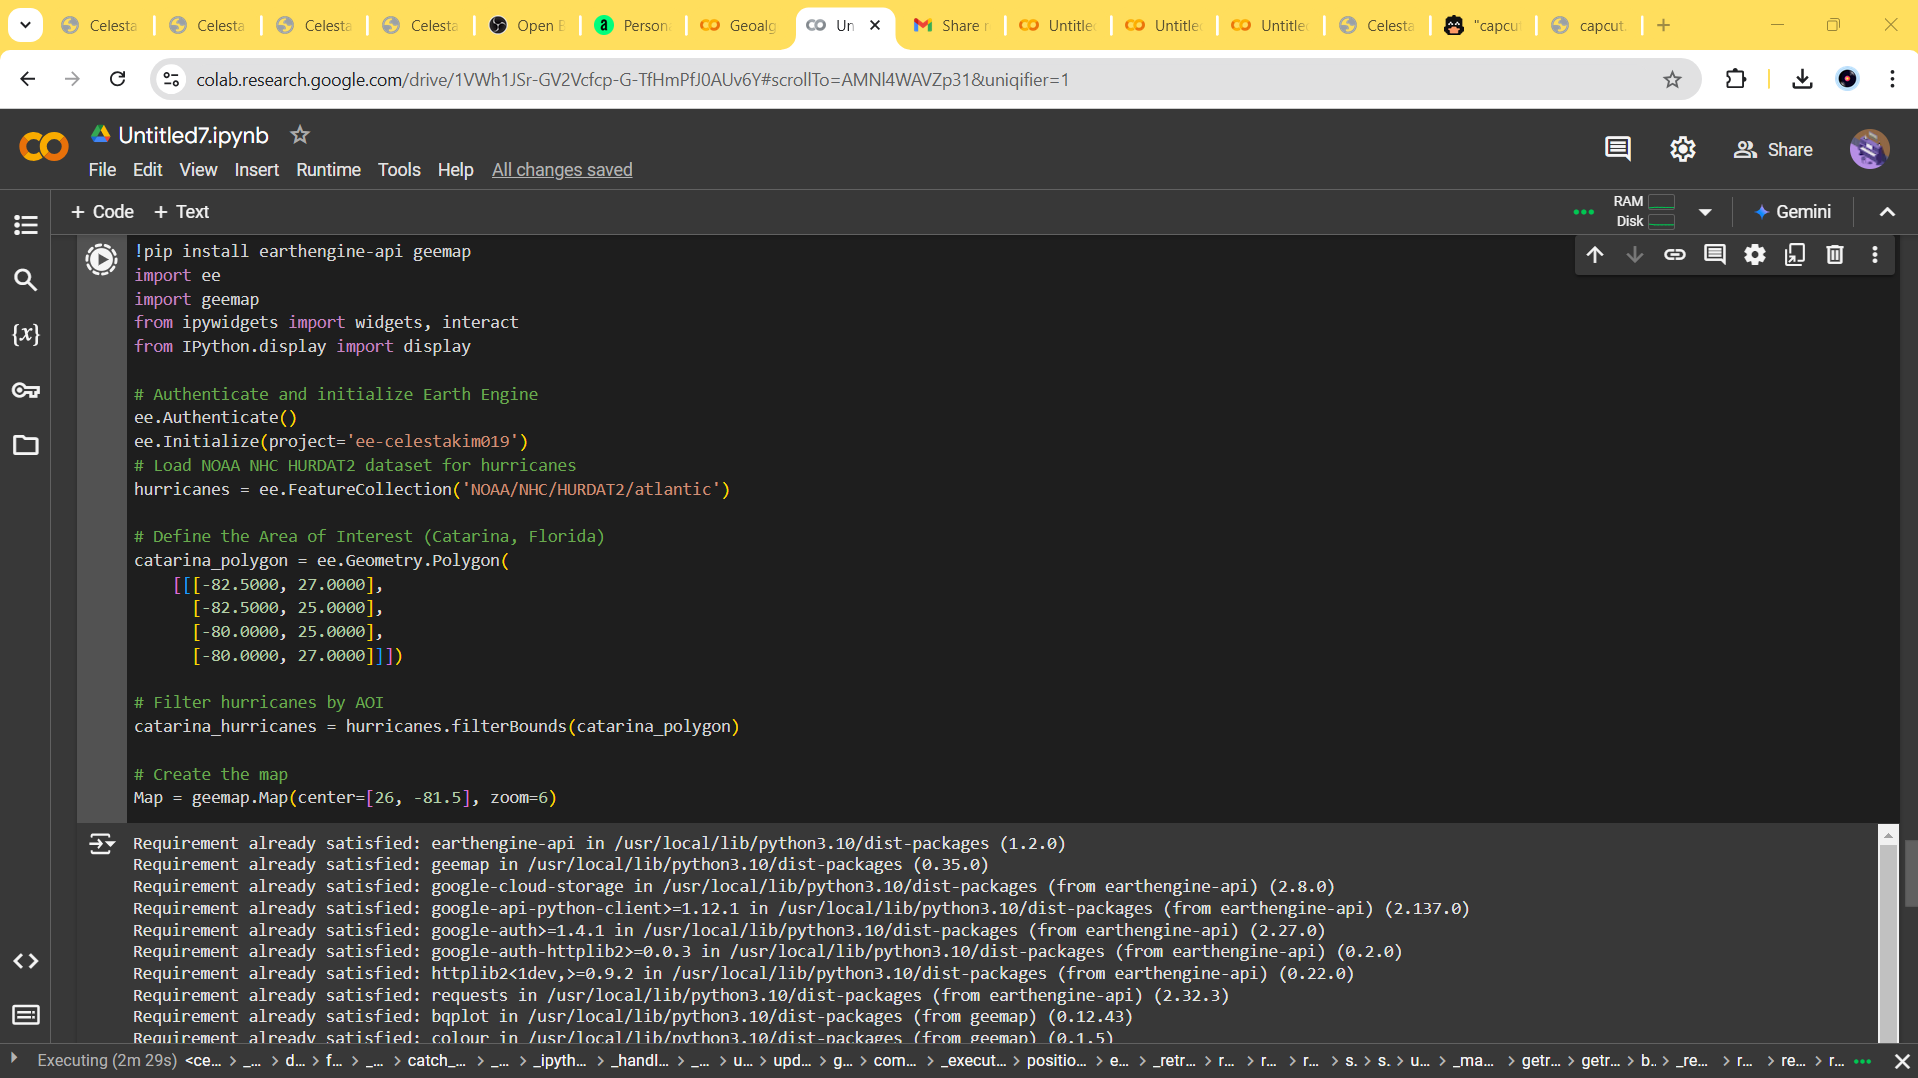 Celesta
Celesta
Celesta
Celesta
Open B
Person
Geoalg
Un
Share r
Untitle
Untitle
Untitle
Celesta
"capcut
capcut.
colab.research.google.com/drive/1VWh1JSr-GV2Vcfcp-G-TfHmPfJ0AUv6Y#scrollTo=AMNl4WAVZp31&uniqifier=1
Untitled7.ipynb
File Edit View Insert Runtime Tools Help All changes saved
Share
+ Code + Text
RAM
Disk
Gemini
!pip install earthengine-api geemap
import ee
import geemap
from ipywidgets import widgets, interact
from IPython.display import display
# Authenticate and initialize Earth Engine
ee.Authenticate()
ee.Initialize(project='ee-celestakim019')
# Load NOAA NHC HURDAT2 dataset for hurricanes
hurricanes = ee.FeatureCollection('NOAA/NHC/HURDAT2/atlantic')
# Define the Area of Interest (Catarina, Florida)
catarina_polygon = ee.Geometry.Polygon(
[[[-82.5000, 27.0000],
[-82.5000, 25.0000],
[-80.0000, 25.0000],
[-80.0000, 27.0000]]])
# Filter hurricanes by AOI
catarina_hurricanes = hurricanes.filterBounds(catarina_polygon)
# Create the map
Map = geemap.Map(center=[26, -81.5], zoom=6)
Requirement already satisfied: earthengine-api in /usr/local/lib/python3.10/dist-packages (1.2.0)
Requirement already satisfied: geemap in /usr/local/lib/python3.10/dist-packages (0.35.0)
Requirement already satisfied: google-cloud-storage in /usr/local/lib/python3.10/dist-packages (from earthengine-api) (2.8.0)
Requirement already satisfied: google-api-python-client>=1.12.1 in /usr/local/lib/python3.10/dist-packages (from earthengine-api) (2.137.0)
Requirement already satisfied: google-auth>=1.4.1 in /usr/local/lib/python3.10/dist-packages (from earthengine-api) (2.27.0)
Requirement already satisfied: google-auth-httplib2>=0.0.3 in /usr/local/lib/python3.10/dist-packages (from earthengine-api) (0.2.0)
Requirement already satisfied: httplib2<1dev,>=0.9.2 in /usr/local/lib/python3.10/dist-packages (from earthengine-api) (0.22.0)
Requirement already satisfied: requests in /usr/local/lib/python3.10/dist-packages (from earthengine-api) (2.32.3)
Requirement already satisfied: bqplot in /usr/local/lib/python3.10/dist-packages (from geemap) (0.12.43)
Requirement already satisfied: colour in /usr/local/lib/python3.10/dist-packages (from geemap) (0.1.5)
Executing (2m 29s) <ce... > _... > d... > f... > _... > catch_... > _... > _ipyth... > _handl... > _... > u... > upd... > g... > com... > _execut... > positio... > e... > _retr... > r... > r... > r... > s. > s. > u... > _ma... > getr... > getr... > b.. > _re... > r... > re... > r...